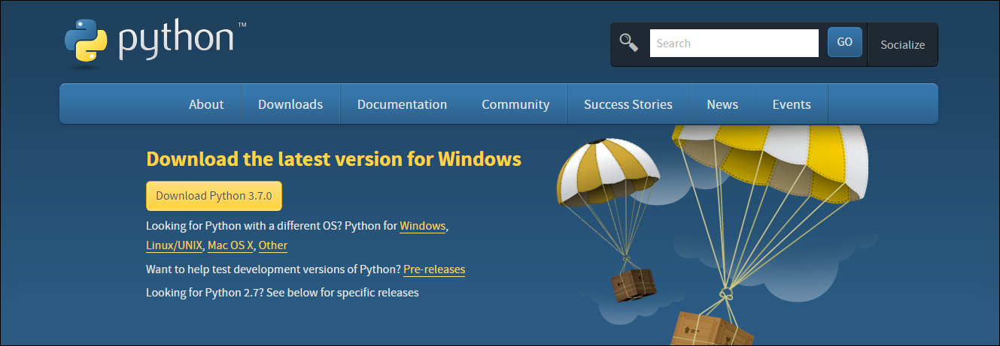 python™
Search
GO
Socialize
About
Downloads
Documentation
Community
Success Stories
News
Events
Download the latest version for Windows
Download Python 3.7.0
Looking for Python with a different OS? Python for Windows,
Linux/UNIX, Mac OS X, Other
Want to help test development versions of Python? Pre-releases
Looking for Python 2.7? See below for specific releases